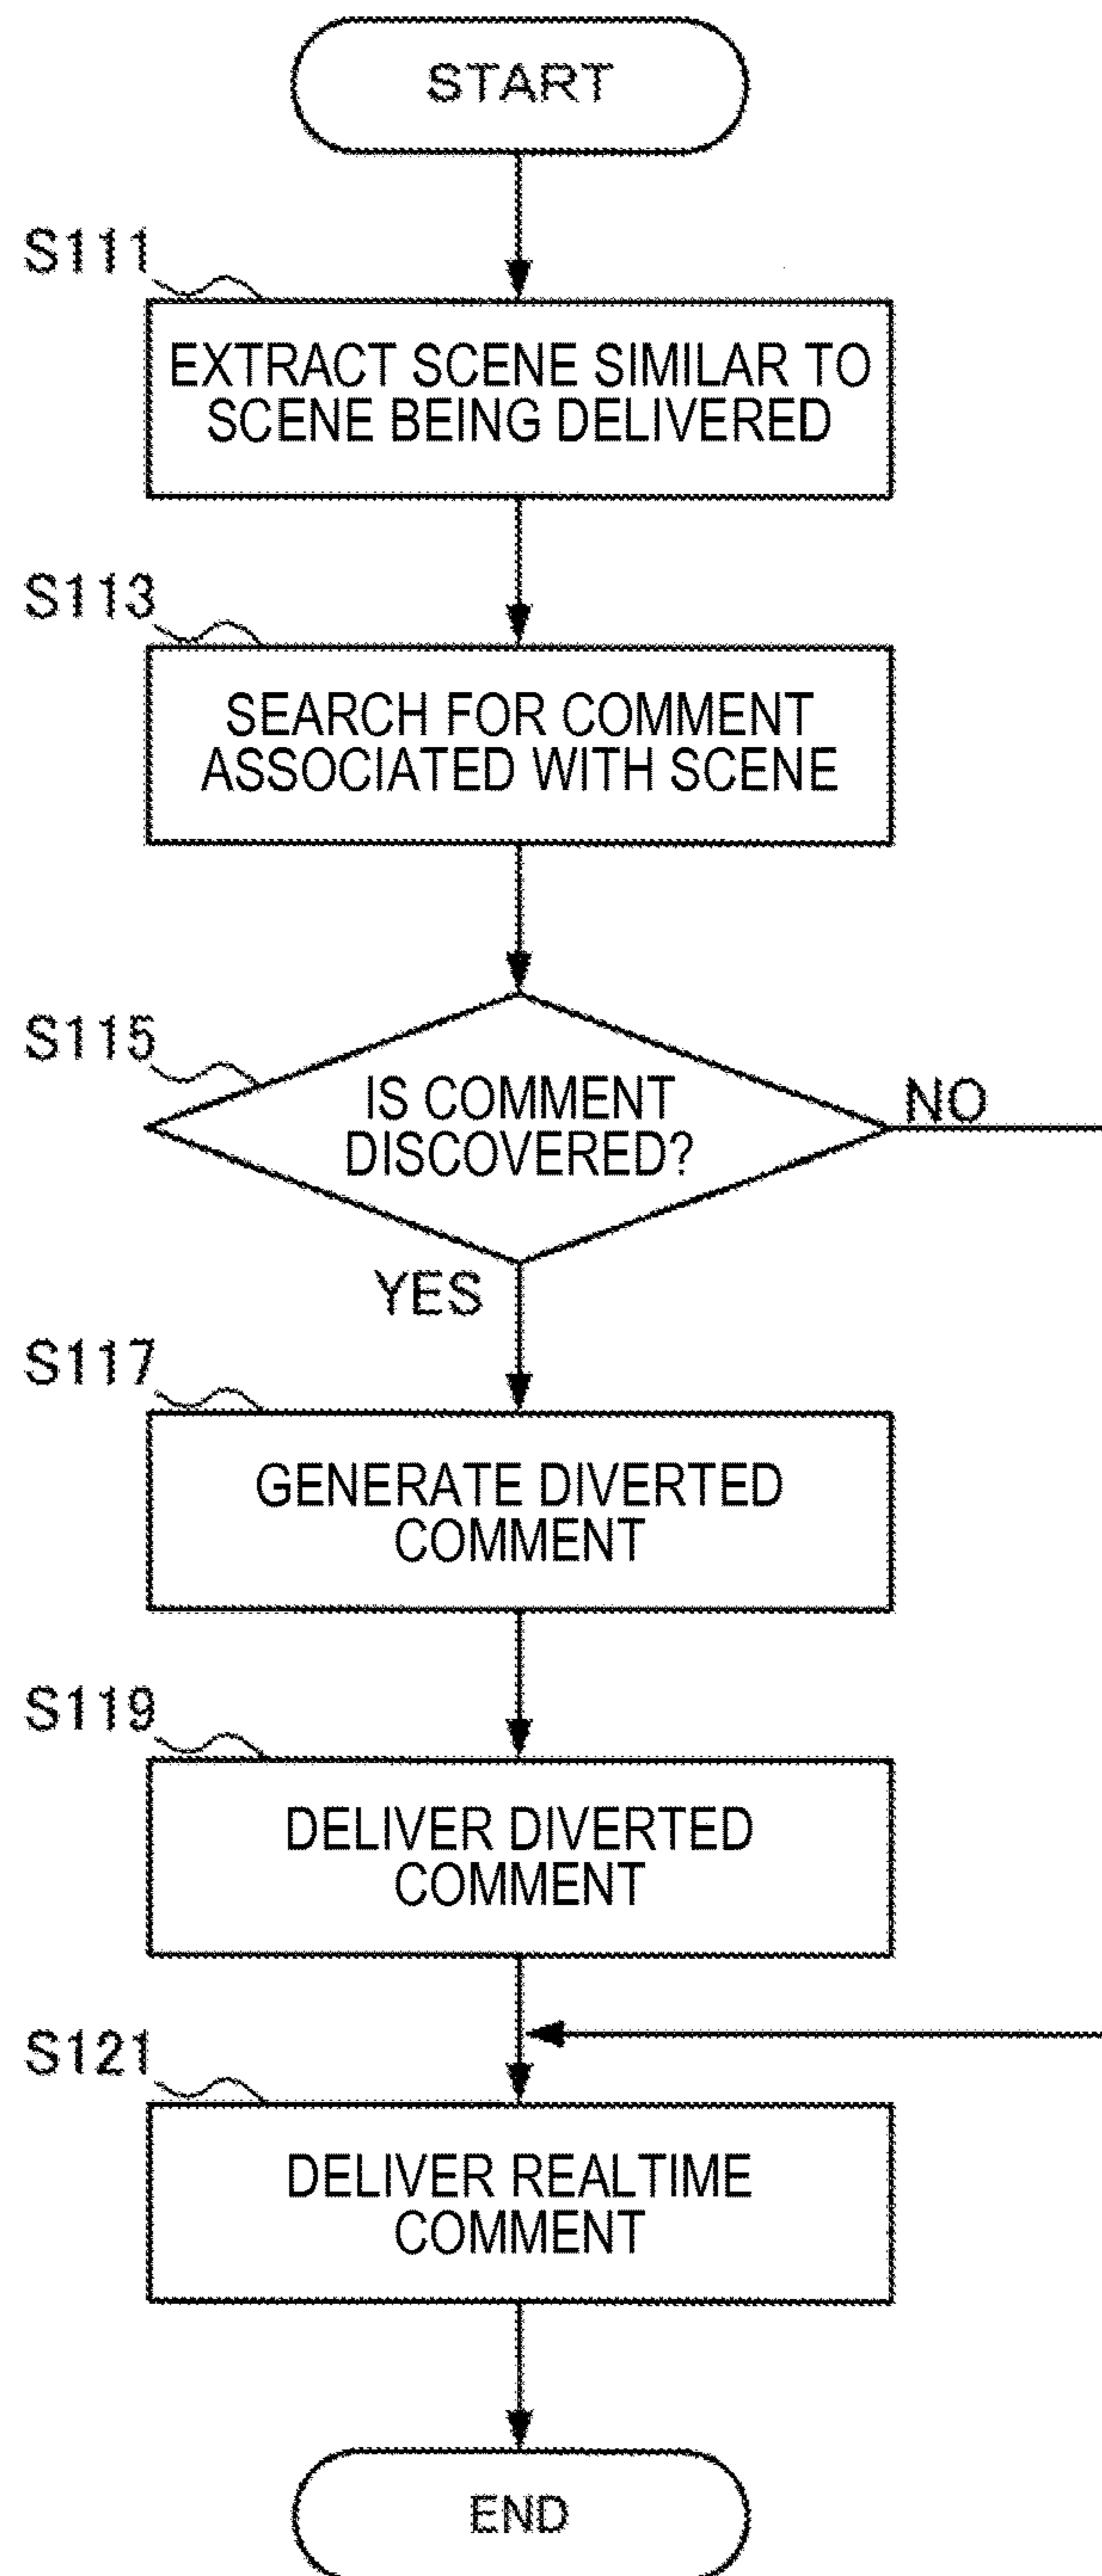 START
S111
EXTRACT SCENE SIMILAR TO
SCENE BEING DELIVERED
S113
SEARCH FOR COMMENT
ASSOCIATED WITH SCENE
S115
IS COMMENT
DISCOVERED?
NO
YES
S117
GENERATE DIVERTED
COMMENT
S119
DELIVER DIVERTED
COMMENT
S121
DELIVER REALTIME
COMMENT
END